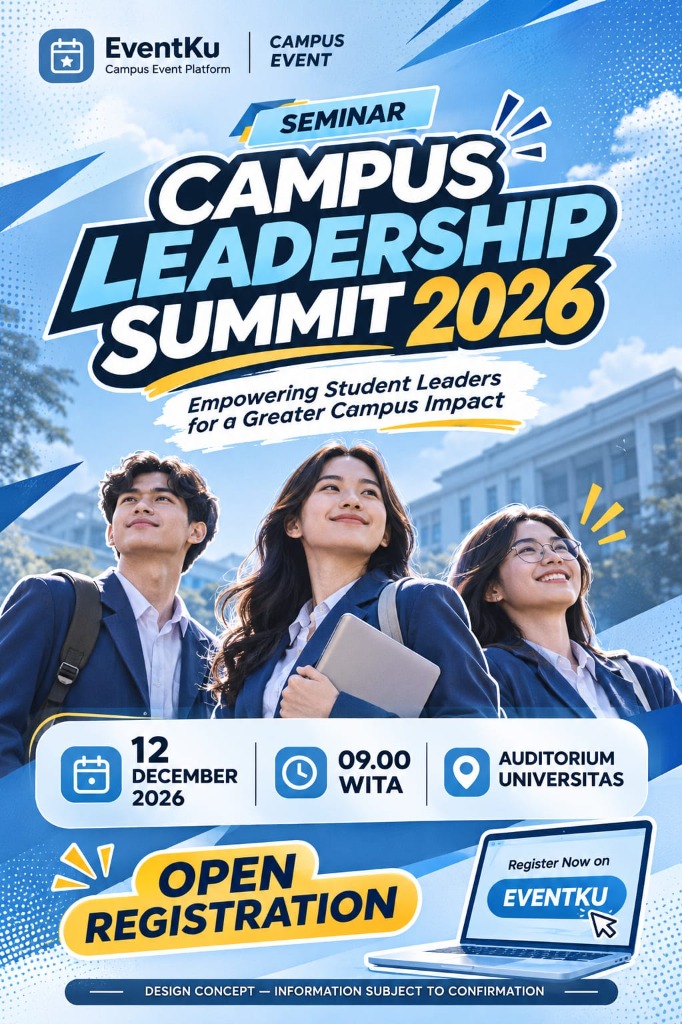 EventKu
Campus Event Platform
CAMPUS
EVENT
SEMINAR
CAMPUS
LEADERSHIP
SUMMIT 2026
Empowering Student Leaders
for a Greater Campus Impact
12
DECEMBER
2026
09.00
WITA
AUDITORIUM
UNIVERSITAS
OPEN
REGISTRATION
Register Now on
EVENTKU
DESIGN CONCEPT — INFORMATION SUBJECT TO CONFIRMATION